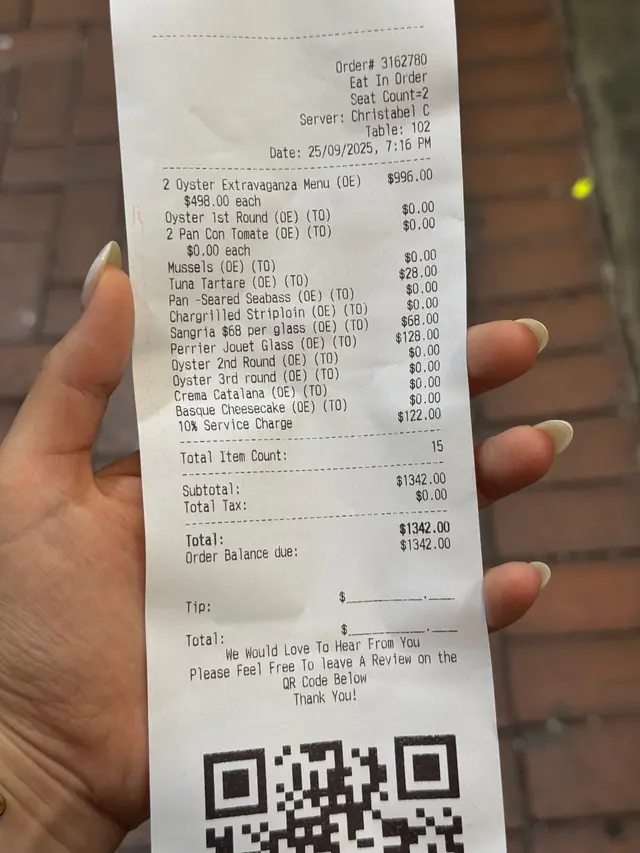 Order# 3162780
Eat In Order
Seat Count=2
Server: Christabel C
Table: 102
Date: 25/09/2025, 7:16 PM
2 Oyster Extravaganza Menu (OE) $996.00
$498.00 each
Oyster 1st Round (OE) (TO) $0.00
2 Pan Con Tomate (OE) (TO) $0.00
$0.00 each
Mussels (OE) (TO) $0.00
Tuna Tartare (OE) (TO) $28.00
Pan -Seared Seabass (OE) (TO) $0.00
Chargrilled Striploin (OE) (TO) $0.00
Sangria $68 per glass (OE) (TO) $68.00
Perrier Jouet Glass (OE) (TO) $128.00
Oyster 2nd Round (OE) (TO) $0.00
Oyster 3rd round (OE) (TO) $0.00
Crema Catalana (OE) (TO) $0.00
Basque Cheesecake (OE) (TO) $0.00
10% Service Charge $122.00
Total Item Count: 15
Subtotal: $1342.00
Total Tax: $0.00
Total: $1342.00
Order Balance due: $1342.00
Tip: $________.___
Total: $________.___
We Would Love To Hear From You
Please Feel Free To leave A Review on the
QR Code Below
Thank You!